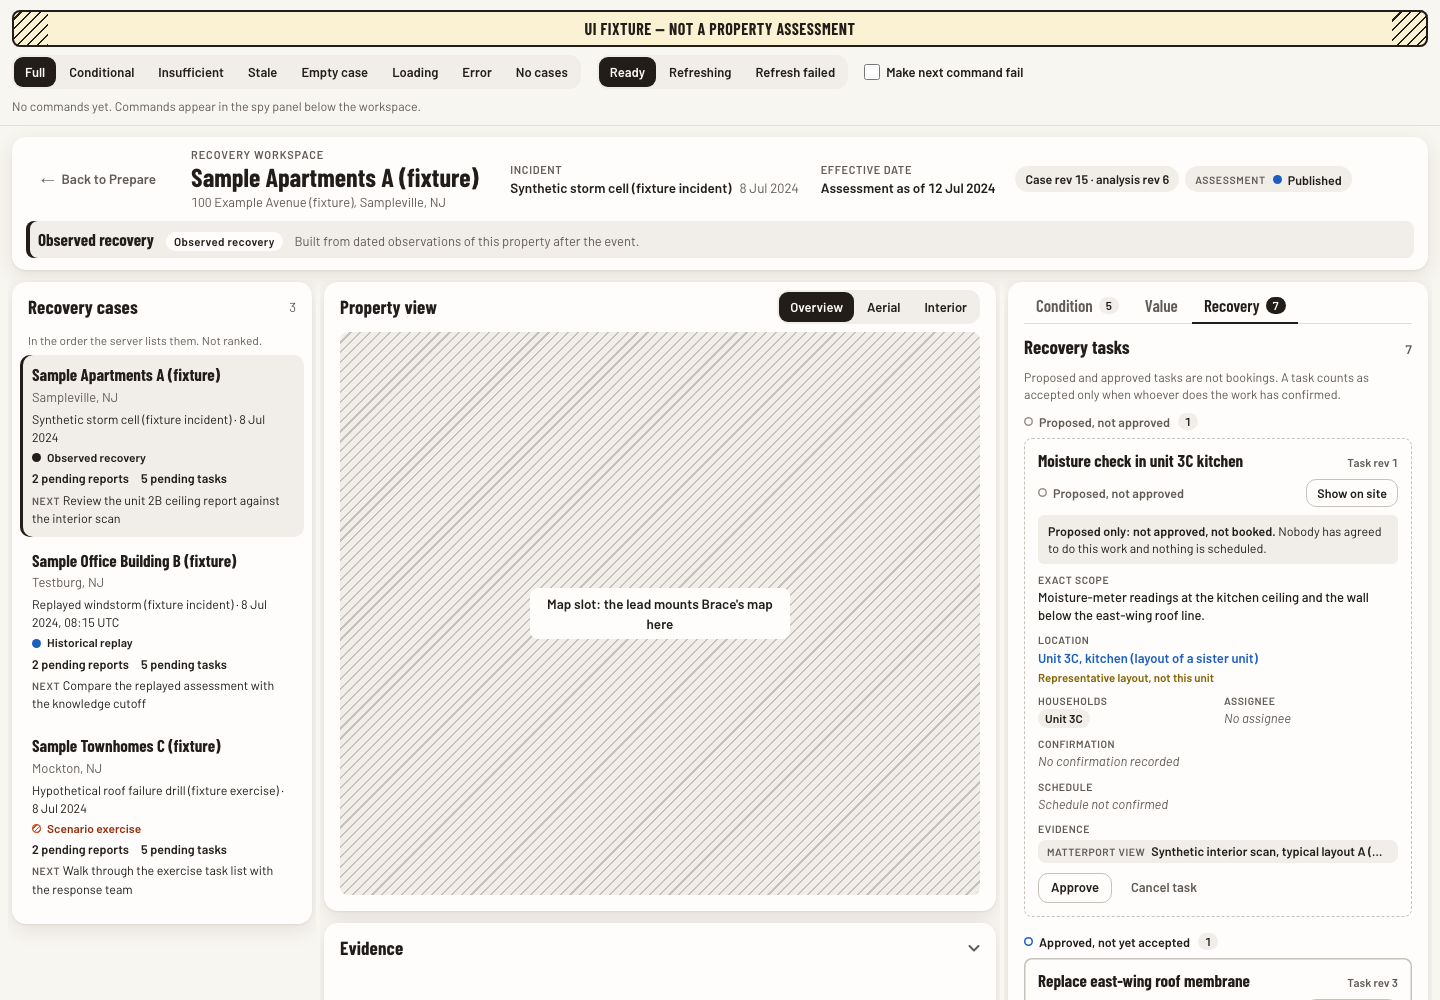 UI FIXTURE — NOT A PROPERTY ASSESSMENT
Full Conditional Insufficient Stale Empty case Loading Error No cases Ready Refreshing Refresh failed Make next command fail
No commands yet. Commands appear in the spy panel below the workspace.
← Back to Prepare
RECOVERY WORKSPACE
Sample Apartments A (fixture)
100 Example Avenue (fixture), Sampleville, NJ
INCIDENT
Synthetic storm cell (fixture incident) 8 Jul 2024
EFFECTIVE DATE
Assessment as of 12 Jul 2024
Case rev 15 · analysis rev 6
ASSESSMENT Published
Observed recovery Observed recovery Built from dated observations of this property after the event.
Recovery cases 3
In the order the server lists them. Not ranked.
Sample Apartments A (fixture)
Sampleville, NJ
Synthetic storm cell (fixture incident) · 8 Jul
2024
Observed recovery
2 pending reports 5 pending tasks
NEXT Review the unit 2B ceiling report against
the interior scan
Sample Office Building B (fixture)
Testburg, NJ
Replayed windstorm (fixture incident) · 8 Jul
2024, 08:15 UTC
Historical replay
2 pending reports 5 pending tasks
NEXT Compare the replayed assessment with
the knowledge cutoff
Sample Townhomes C (fixture)
Mockton, NJ
Hypothetical roof failure drill (fixture exercise) ·
8 Jul 2024
Scenario exercise
2 pending reports 5 pending tasks
NEXT Walk through the exercise task list with
the response team
Property view
Overview Aerial Interior
Map slot: the lead mounts Brace's map
here
Evidence
Condition 5 Value Recovery 7
Recovery tasks 7
Proposed and approved tasks are not bookings. A task counts as
accepted only when whoever does the work has confirmed.
Proposed, not approved 1
Moisture check in unit 3C kitchen Task rev 1
Proposed, not approved Show on site
Proposed only: not approved, not booked. Nobody has agreed
to do this work and nothing is scheduled.
EXACT SCOPE
Moisture-meter readings at the kitchen ceiling and the wall
below the east-wing roof line.
LOCATION
Unit 3C, kitchen (layout of a sister unit)
Representative layout, not this unit
HOUSEHOLDS ASSIGNEE
Unit 3C No assignee
CONFIRMATION
No confirmation recorded
SCHEDULE
Schedule not confirmed
EVIDENCE
MATTERPORT VIEW Synthetic interior scan, typical layout A (...
Approve Cancel task
Approved, not yet accepted 1
Replace east-wing roof membrane Task rev 3